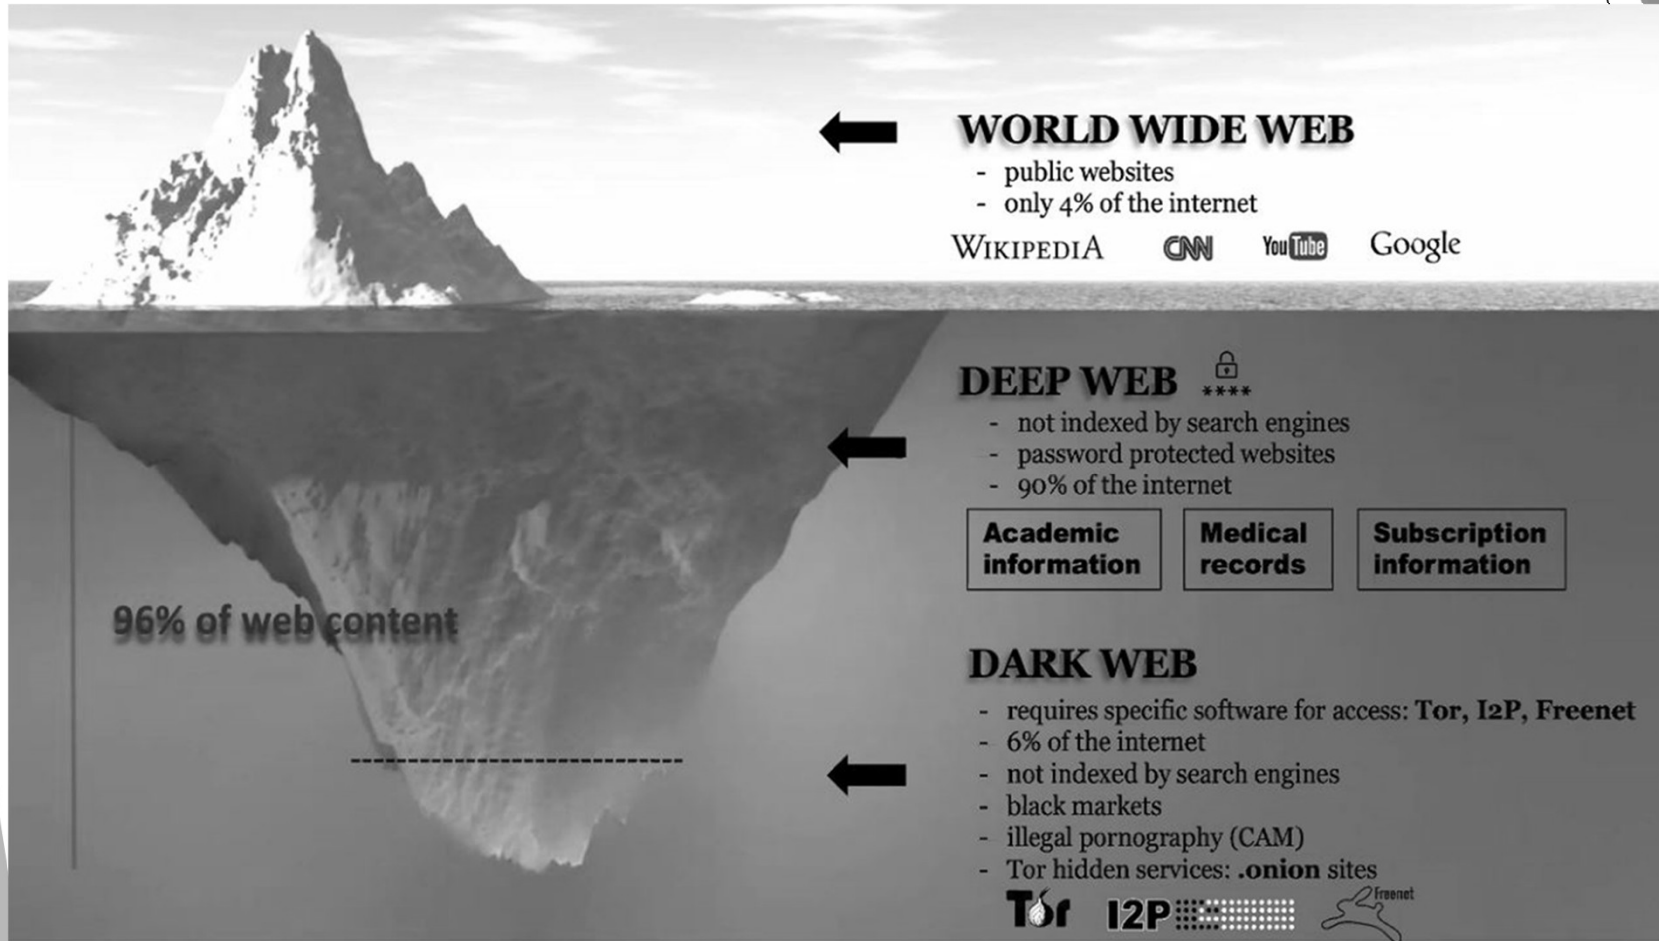 WORLD WIDE WEB
- public websites
- only 4% of the internet
WIKIPEDIA CNN YouTube Google
DEEP WEB
****
- not indexed by search engines
- password protected websites
- 90% of the internet
Academic information
Medical records
Subscription information
96% of web content
DARK WEB
- requires specific software for access: Tor, I2P, Freenet
- 6% of the internet
- not indexed by search engines
- black markets
- illegal pornography (CAM)
- Tor hidden services: .onion sites
Tor I2P Freenet